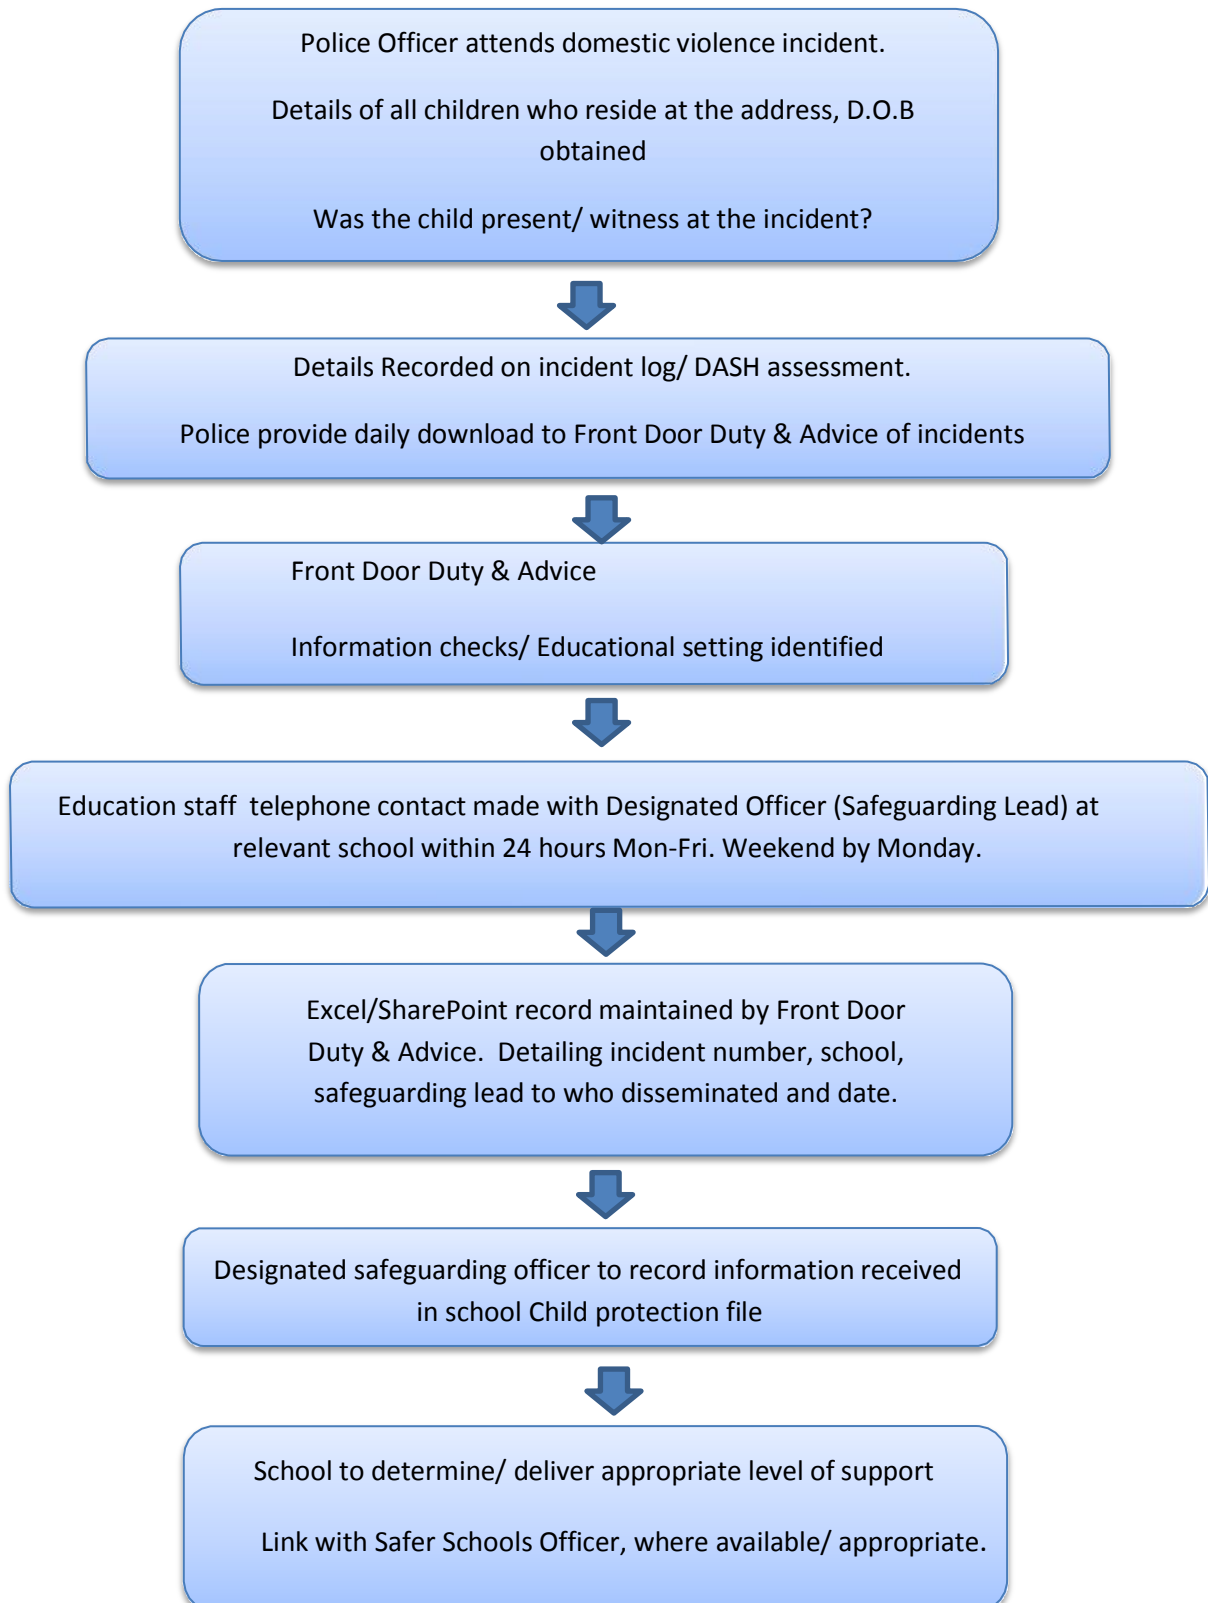 Police Officer attends domestic violence incident.
Details of all children who reside at the address, D.O.B
obtained
Was the child present/ witness at the incident?
Details Recorded on incident log/ DASH assessment.
Police provide daily download to Front Door Duty & Advice of incidents
Front Door Duty & Advice
Information checks/ Educational setting identified
Education staff  telephone contact made with Designated Officer (Safeguarding Lead) at
relevant school within 24 hours Mon-Fri. Weekend by Monday.
Excel/SharePoint record maintained by Front Door
Duty & Advice.  Detailing incident number, school,
safeguarding lead to who disseminated and date.
Designated safeguarding officer to record information received
in school Child protection file
School to determine/ deliver appropriate level of support
Link with Safer Schools Officer, where available/ appropriate.